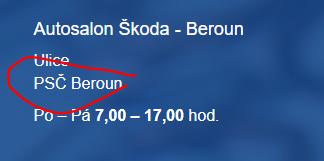 Autosalon Škoda - Beroun
Ulice
PSČ Beroun
Po – Pá 7,00 – 17,00 hod.